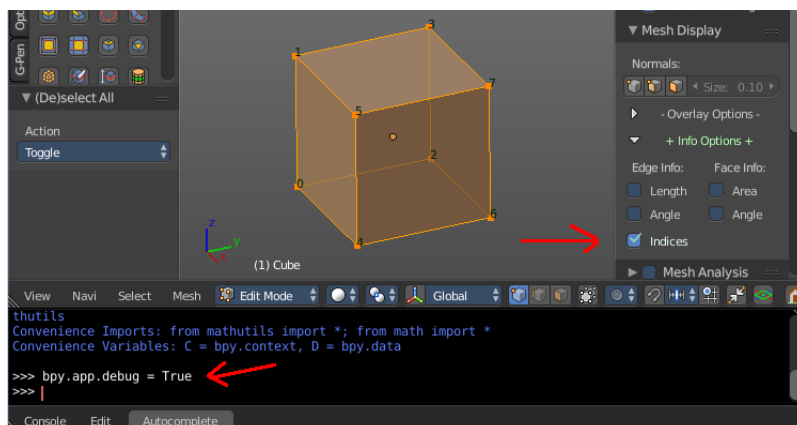 Opt
G-Pen
▼ (De)select All
Action
Toggle
1
3
5
7
0
2
4
6
z
y
x
(1) Cube
▼ Mesh Display
Normals:
Size: 0.10
- Overlay Options -
+ Info Options +
Edge Info: Face Info:
Length Area
Angle Angle
Indices
Mesh Analysis
View Navi Select Mesh Edit Mode Global
thutils
Convenience Imports: from mathutils import *; from math import *
Convenience Variables: C = bpy.context, D = bpy.data
>>> bpy.app.debug = True
>>>
Console Edit Autocomplete